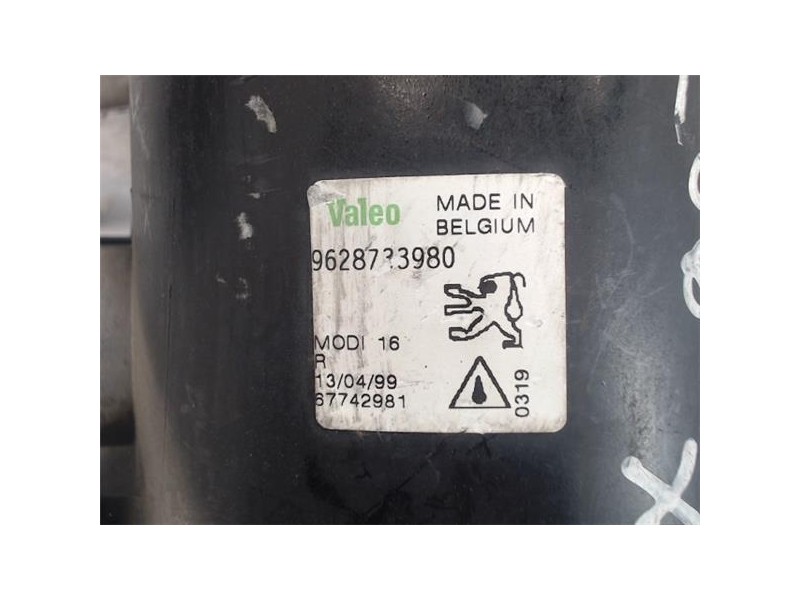 Valeo
MADE IN
BELGIUM
9628733980
MODI 16
R
13/04/99
67742981
0319